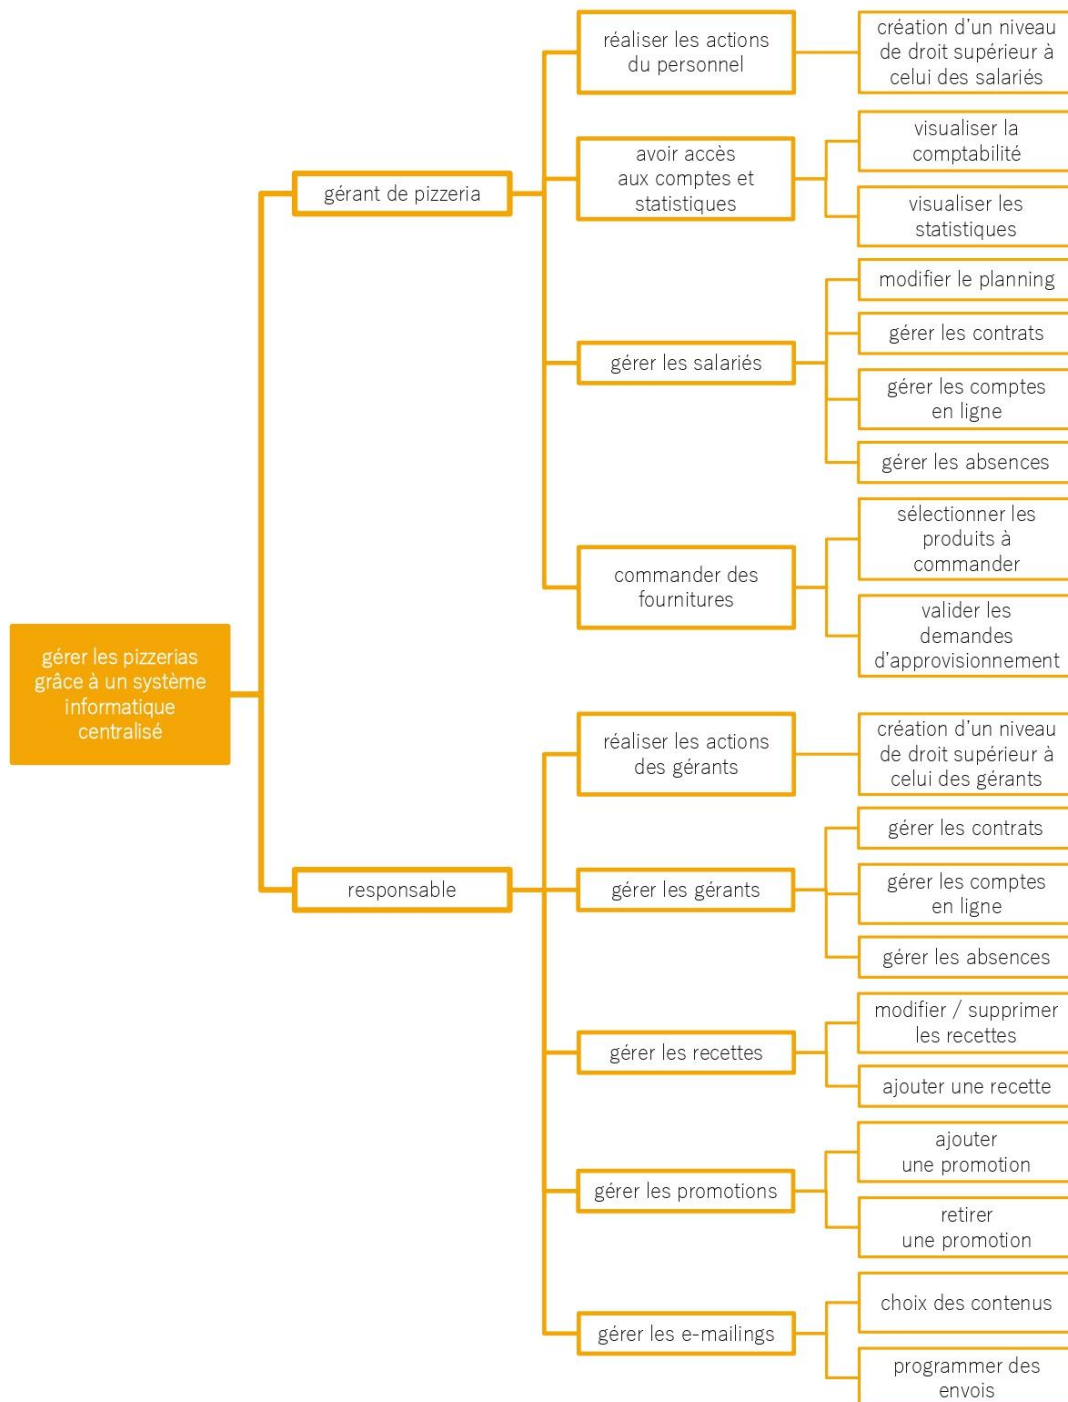 gérer les pizzerias
grâce à un système
informatique
centralisé
gérant de pizzeria
réaliser les actions
du personnel
création d'un niveau
de droit supérieur à
celui des salariés
avoir accès
aux comptes et
statistiques
visualiser la
comptabilité
visualiser les
statistiques
gérer les salariés
modifier le planning
gérer les contrats
gérer les comptes
en ligne
gérer les absences
commander des
fournitures
sélectionner les
produits à
commander
valider les
demandes
d'approvisionnement
responsable
réaliser les actions
des gérants
création d'un niveau
de droit supérieur à
celui des gérants
gérer les gérants
gérer les contrats
gérer les comptes
en ligne
gérer les absences
gérer les recettes
modifier / supprimer
les recettes
ajouter une recette
gérer les promotions
ajouter
une promotion
retirer
une promotion
gérer les e-mailings
choix des contenus
programmer des
envois